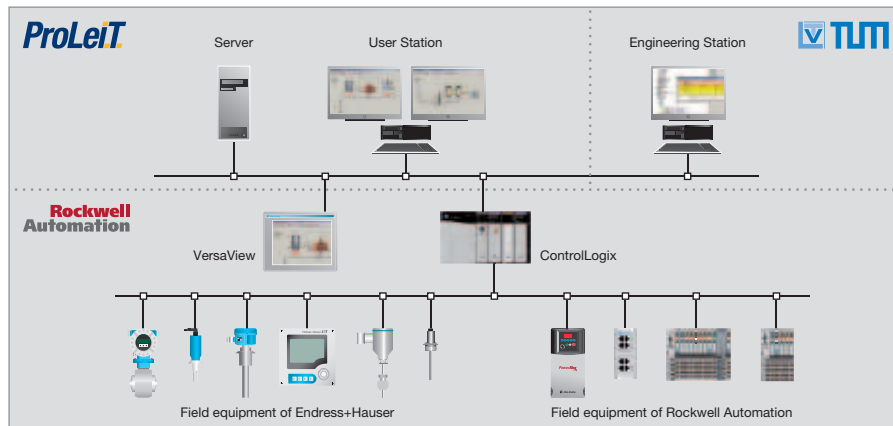 ProLeiT
Server
User Station
Engineering Station
TUM
Rockwell
Automation
VersaView
ControlLogix
Field equipment of Endress+Hauser
Field equipment of Rockwell Automation